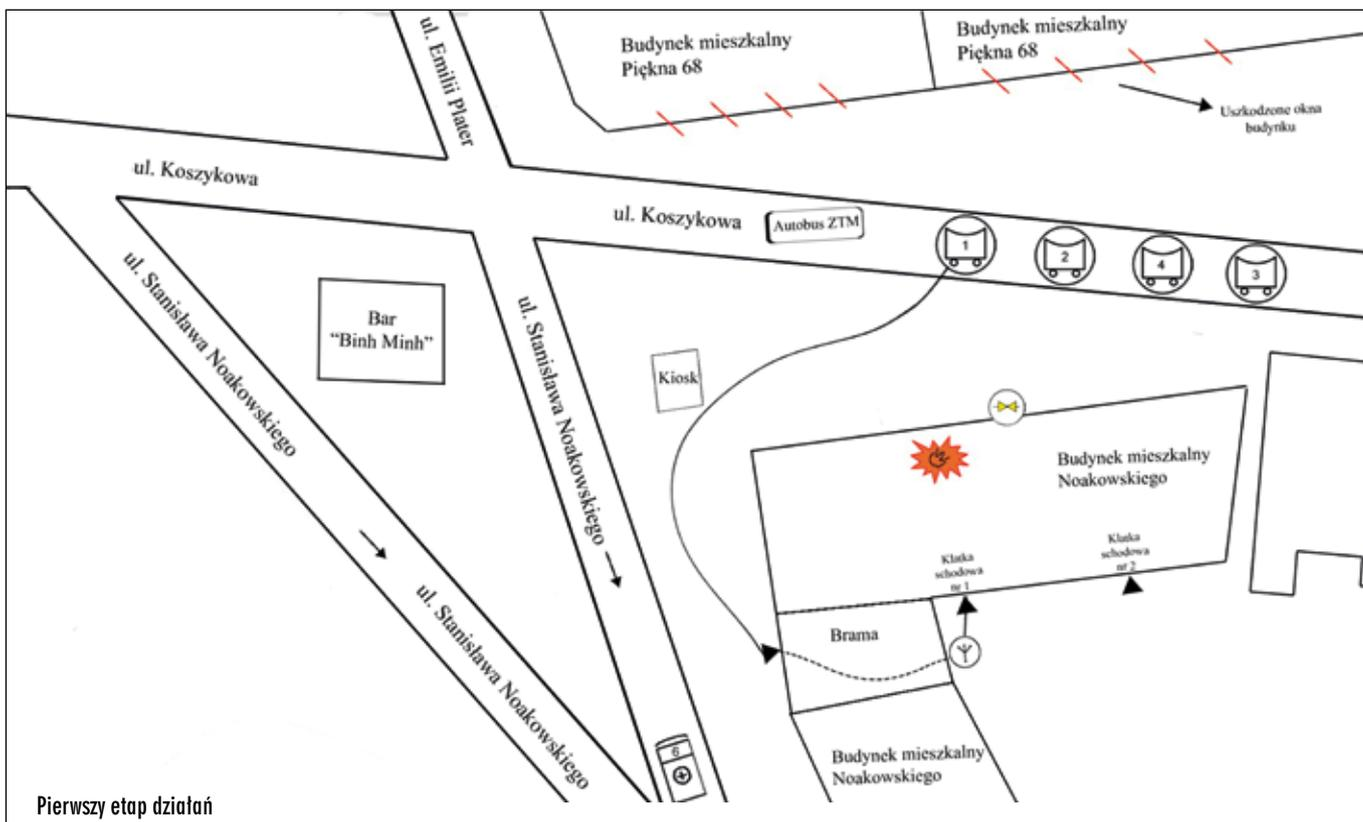 ul. Emilii Plater
Budynek mieszkalny
Piękna 68
Budynek mieszkalny
Piękna 68
Uszkodzone okna
budynku
ul. Koszykowa
ul. Koszykowa
Autobus ZTM
1
2
4
3
ul. Stanisława Noakowskiego
Bar
“Binh Minh”
ul. Stanisława Noakowskiego
Kiosk
Budynek mieszkalny
Noakowskiego
Klatka
schodowa
nr 1
Klatka
schodowa
nr 2
Brama
ul. Stanisława Noakowskiego
6
Budynek mieszkalny
Noakowskiego
Pierwszy etap działań